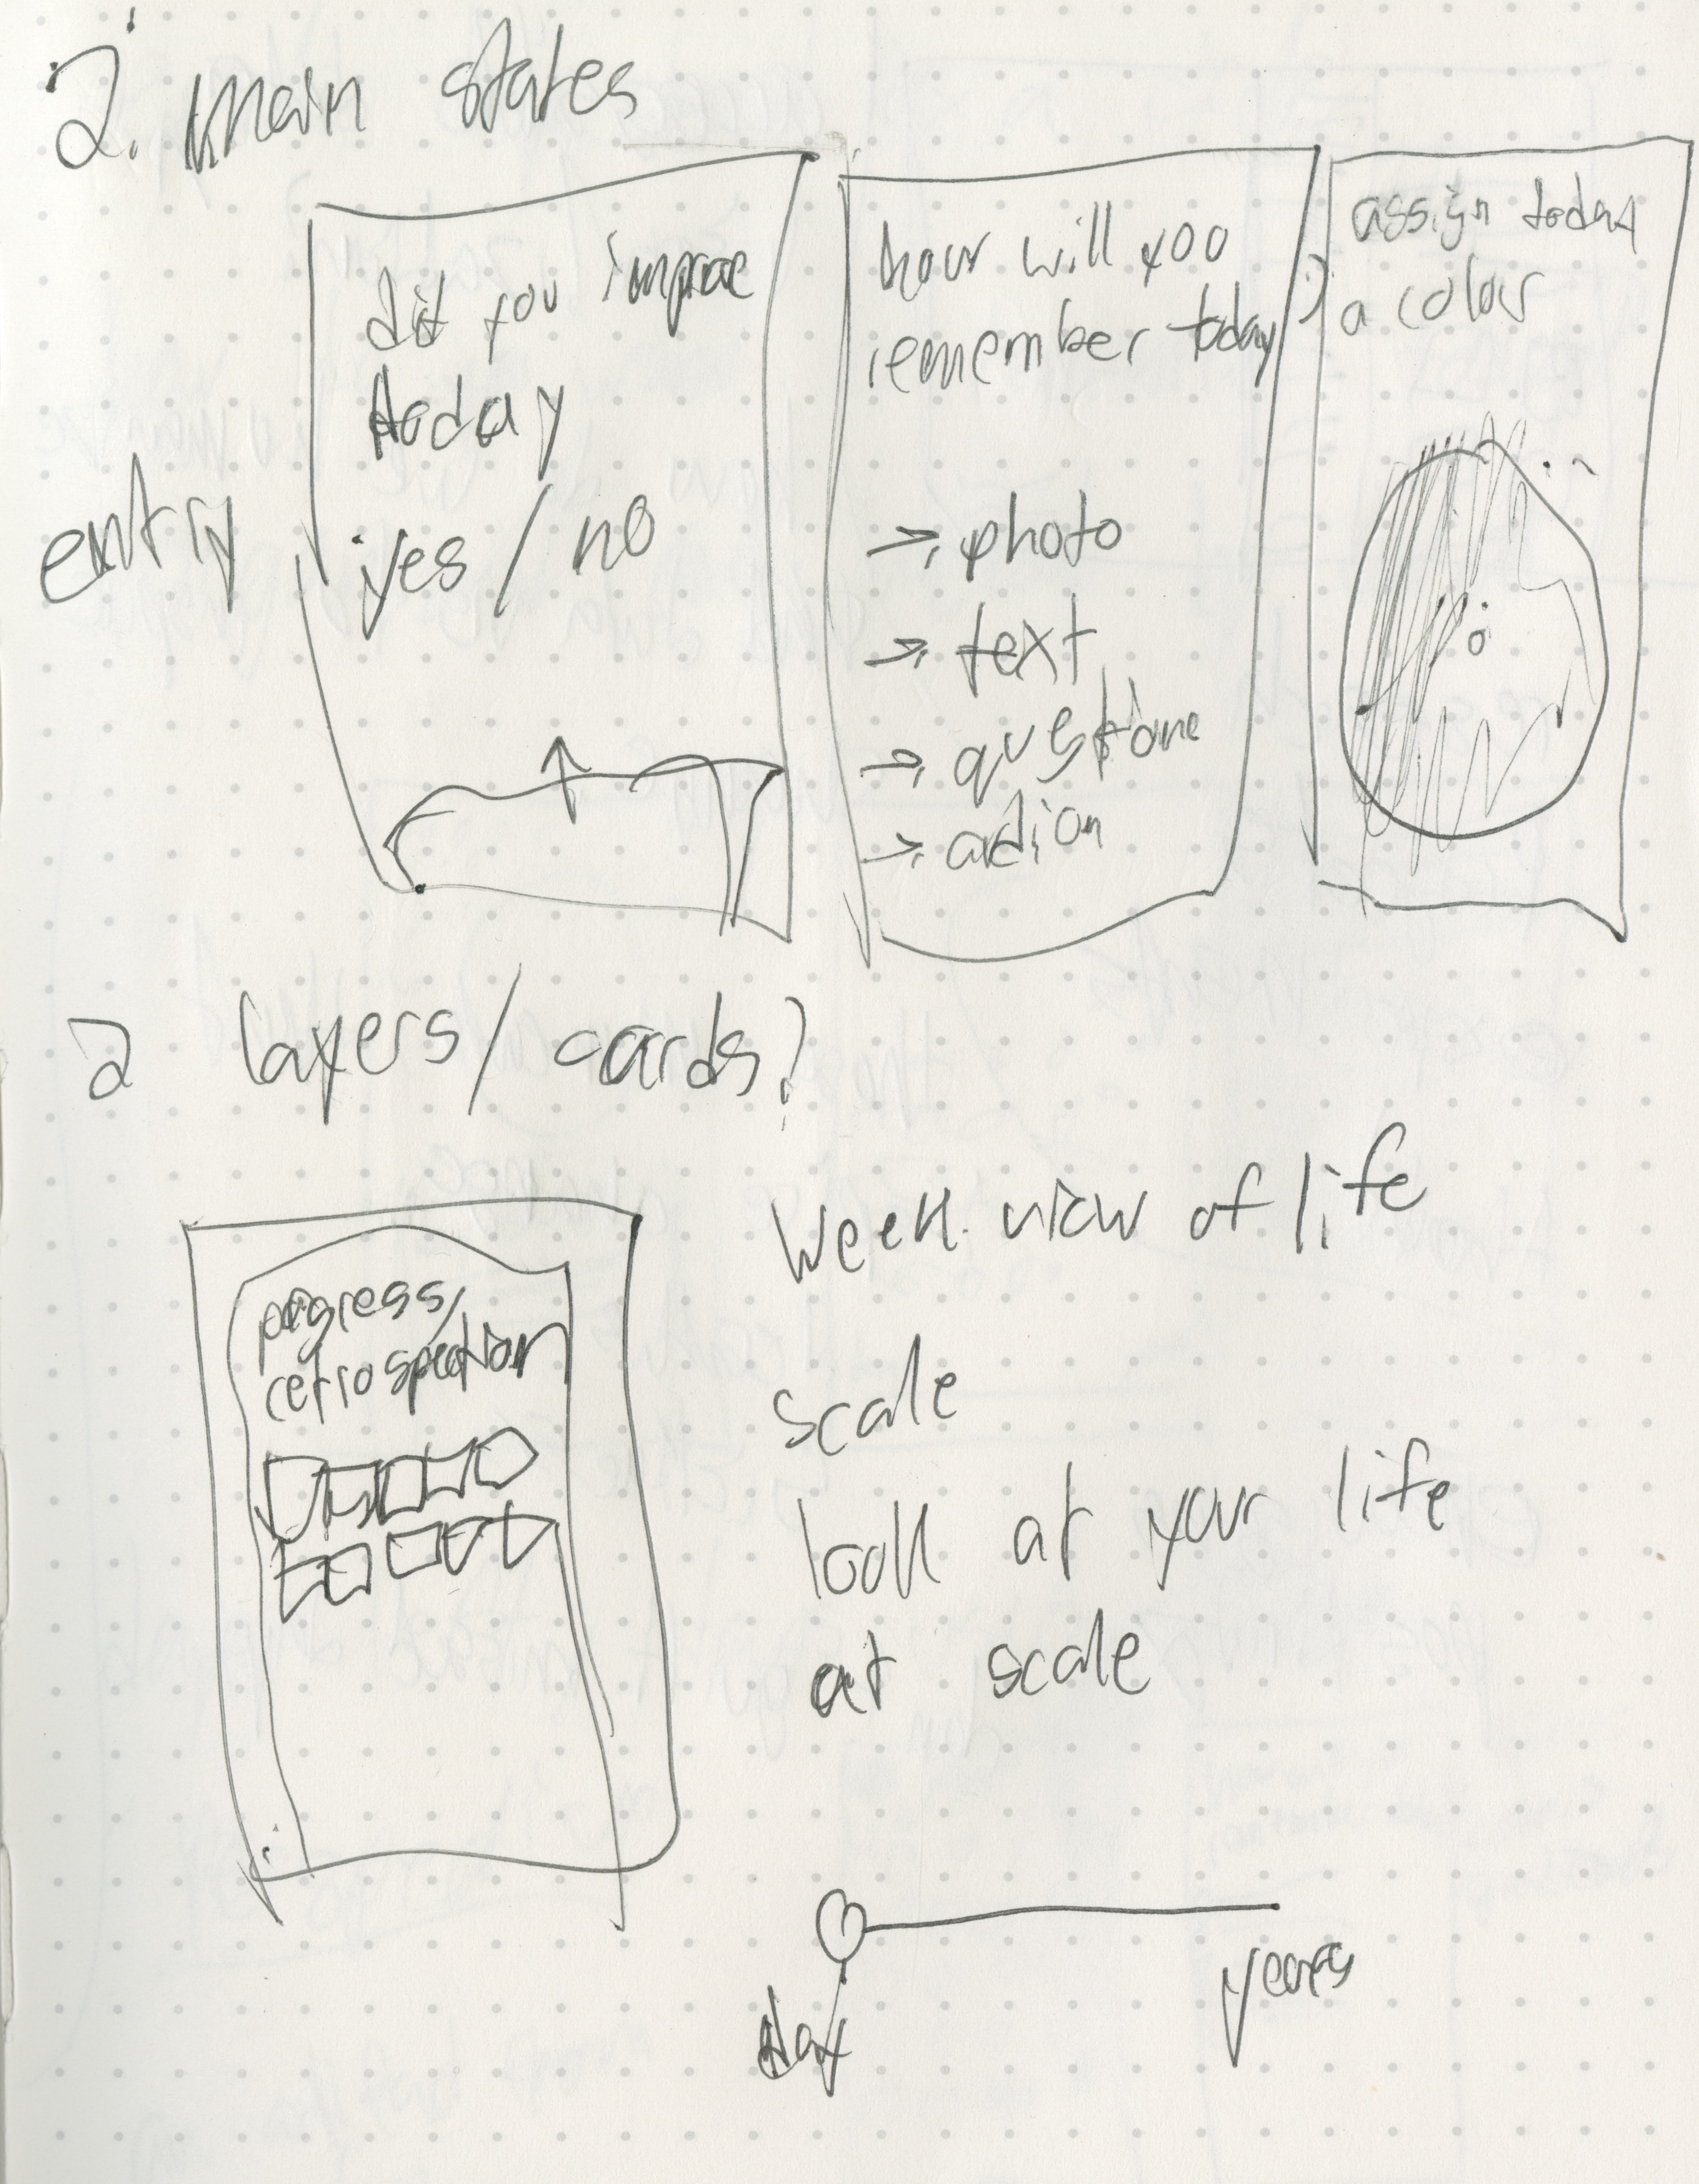 2. main states
entry
did you improve
today
yes / no
how will you
remember today?
→ photo
→ text
→ question
→ action
assign today
a color
2 layers/cards?
progress/
retrospection
Week view of life
scale
look at your life
at scale
day
years